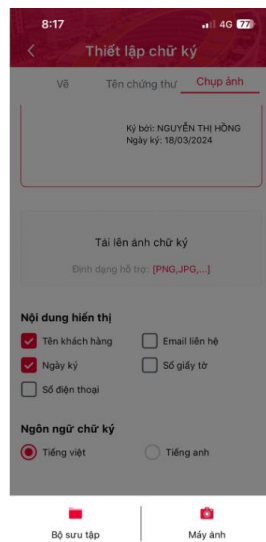 8:17
4G 77
Thiết lập chữ ký
Vẽ Tên chứng thư Chụp ảnh
Ký bởi: NGUYỄN THỊ HỒNG
Ngày ký: 18/03/2024
Tải lên ảnh chữ ký
Định dạng hỗ trợ: [PNG,JPG,...]
Nội dung hiển thị
Tên khách hàng Email liên hệ
Ngày ký Số giấy tờ
Số điện thoại
Ngôn ngữ chữ ký
Tiếng việt Tiếng anh
Bộ sưu tập Máy ảnh